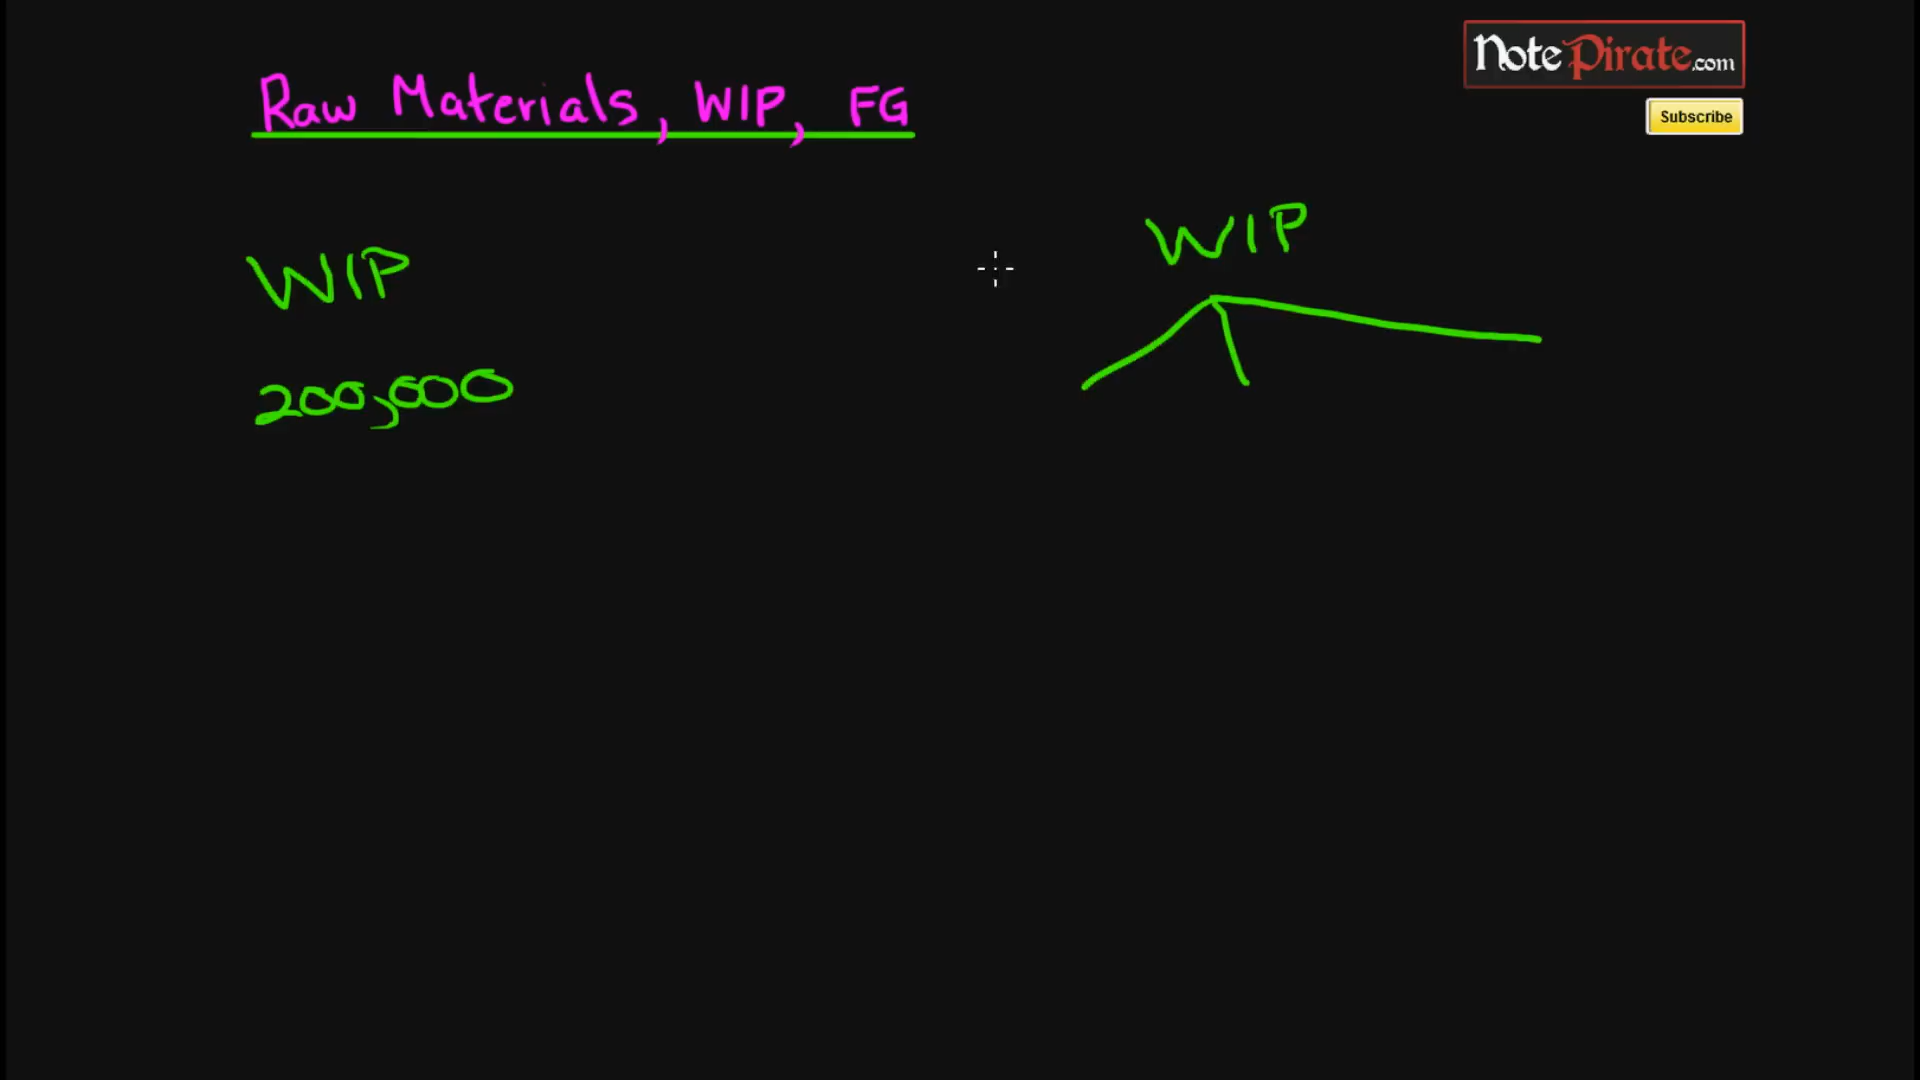 Raw Materials, WIP, FG
NotePirate.com
Subscribe
WIP
WIP
200,000